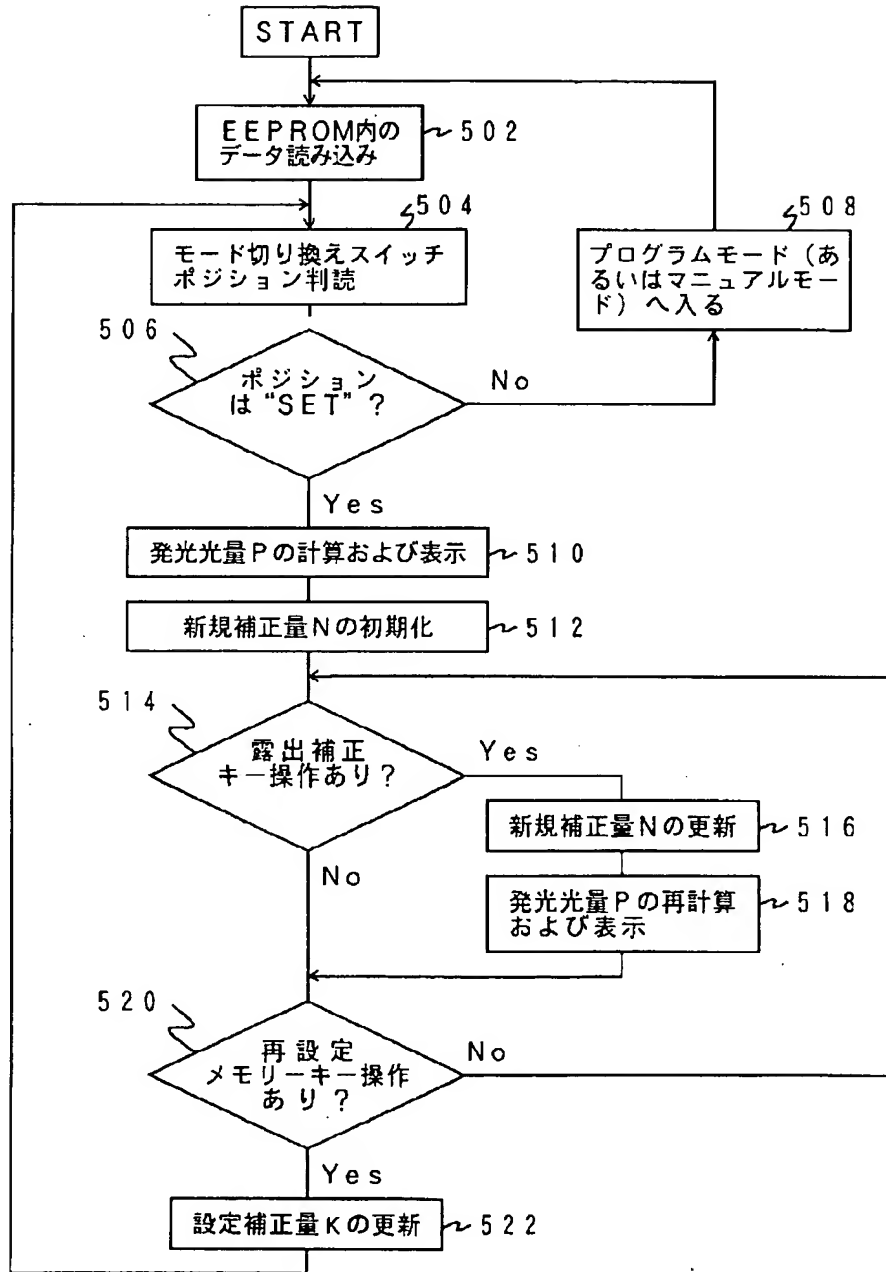 START
EEPROM内の
データ読み込み
502
504
モード切り換えスイッチ
ポジション判読
508
プログラムモード（あ
るいはマニュアルモー
ド）へ入る
506
ポジション
は“SET”？
No
Yes
発光光量Pの計算および表示
510
新規補正量Nの初期化
512
514
露出補正
キー操作あり？
Yes
新規補正量Nの更新
516
No
発光光量Pの再計算
および表示
518
520
再設定
メモリーキー操作
あり？
No
Yes
設定補正量Kの更新
522